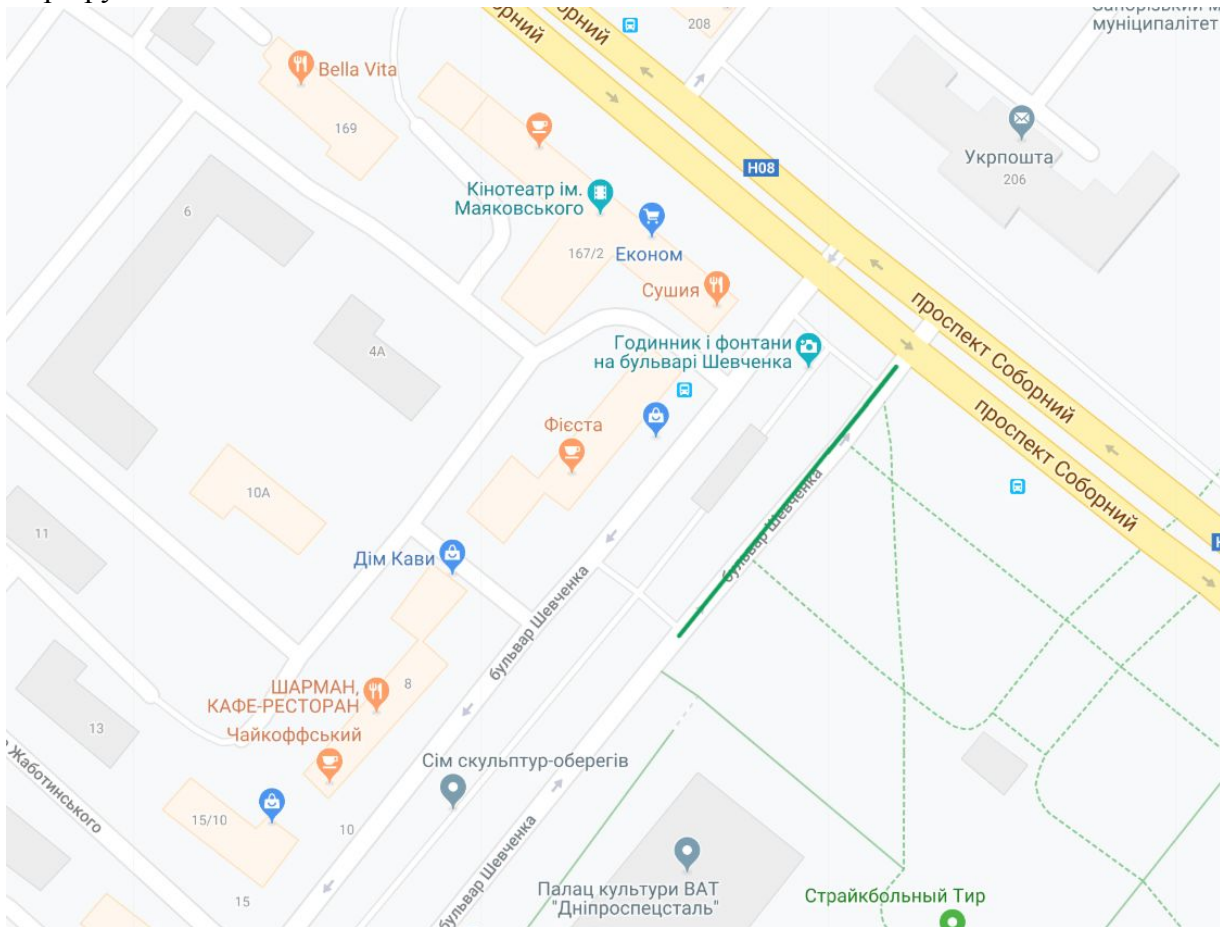 муніципалітет
проспект Соборний
208
Bella Vita
169
H08
Укрпошта
206
Кінотеатр ім.
Маяковського
6
167/2
Економ
Сушия
проспект Соборний
Годинник і фонтани
на бульварі Шевченка
4A
Фієста
проспект Соборний
10A
бульвар Шевченка
11
Дім Кави
бульвар Шевченка
ШАРМАН,
КАФЕ-РЕСТОРАН
8
13
Чайкоффський
Сім скульптур-оберегів
Жаботинського
15/10
10
бульвар Шевченка
Палац культури ВАТ
"Дніпроспецсталь"
Страйкбольный Тир
15